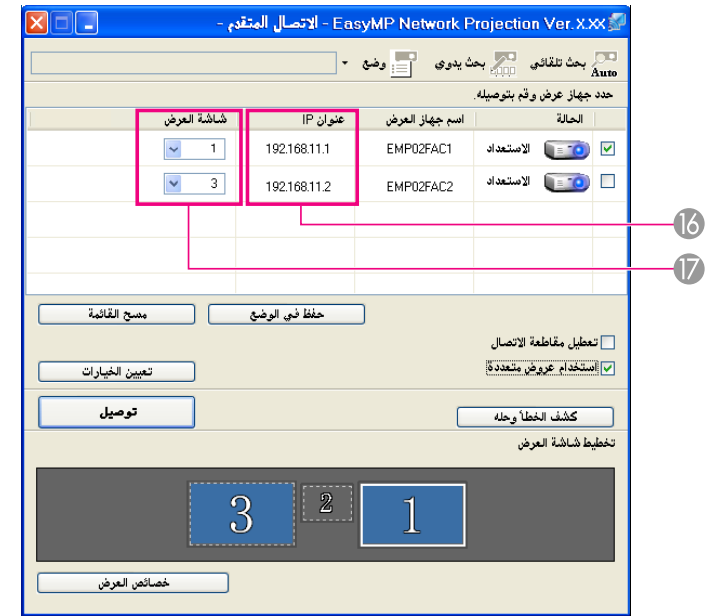 EasyMP Network Projection Ver.X.XX - الاتصال المتقدم -
Auto بحث تلقائي بحث يدوي وضع
حدد جهاز عرض وقم بتوصيله.
الحالة اسم جهاز العرض عنوان IP شاشة العرض
الاستعداد EMP02FAC1 192.168.11.1 1
الاستعداد EMP02FAC2 192.168.11.2 3
16
17
حفظ في الوضع مسح القائمة
تعطيل مقاطعة الاتصال
استخدام عروض متعددة تعيين الخيارات
كشف الخطأ وحله توصيل
تخطيط شاشة العرض
3 2 1
خصائص العرض